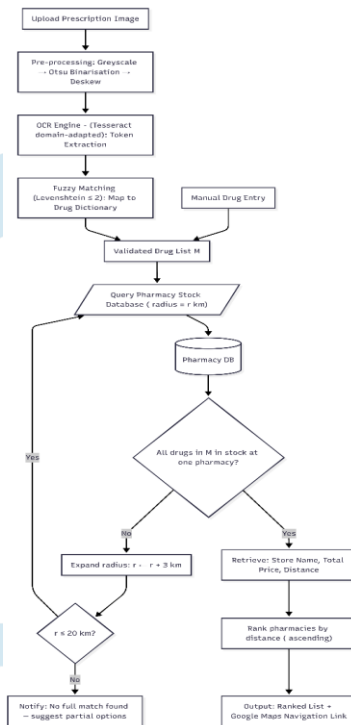 Upload Prescription Image
Pre-processing: Greyscale
→ Otsu Binarisation →
Deskew
OCR Engine - (Tesseract
domain-adapted): Token
Extraction
Fuzzy Matching
(Levenshtein ≤ 2): Map to
Drug Dictionary
Manual Drug Entry
Validated Drug List M
Query Pharmacy Stock
Database ( radius = r km)
Pharmacy DB
All drugs in M in stock at
one pharmacy?
Yes
No
Yes
Expand radius: r - r + 3 km
Retrieve: Store Name, Total
Price, Distance
r ≤ 20 km?
Rank pharmacies by
distance ( ascending)
No
Notify: No full match found
— suggest partial options
Output: Ranked List +
Google Maps Navigation Link